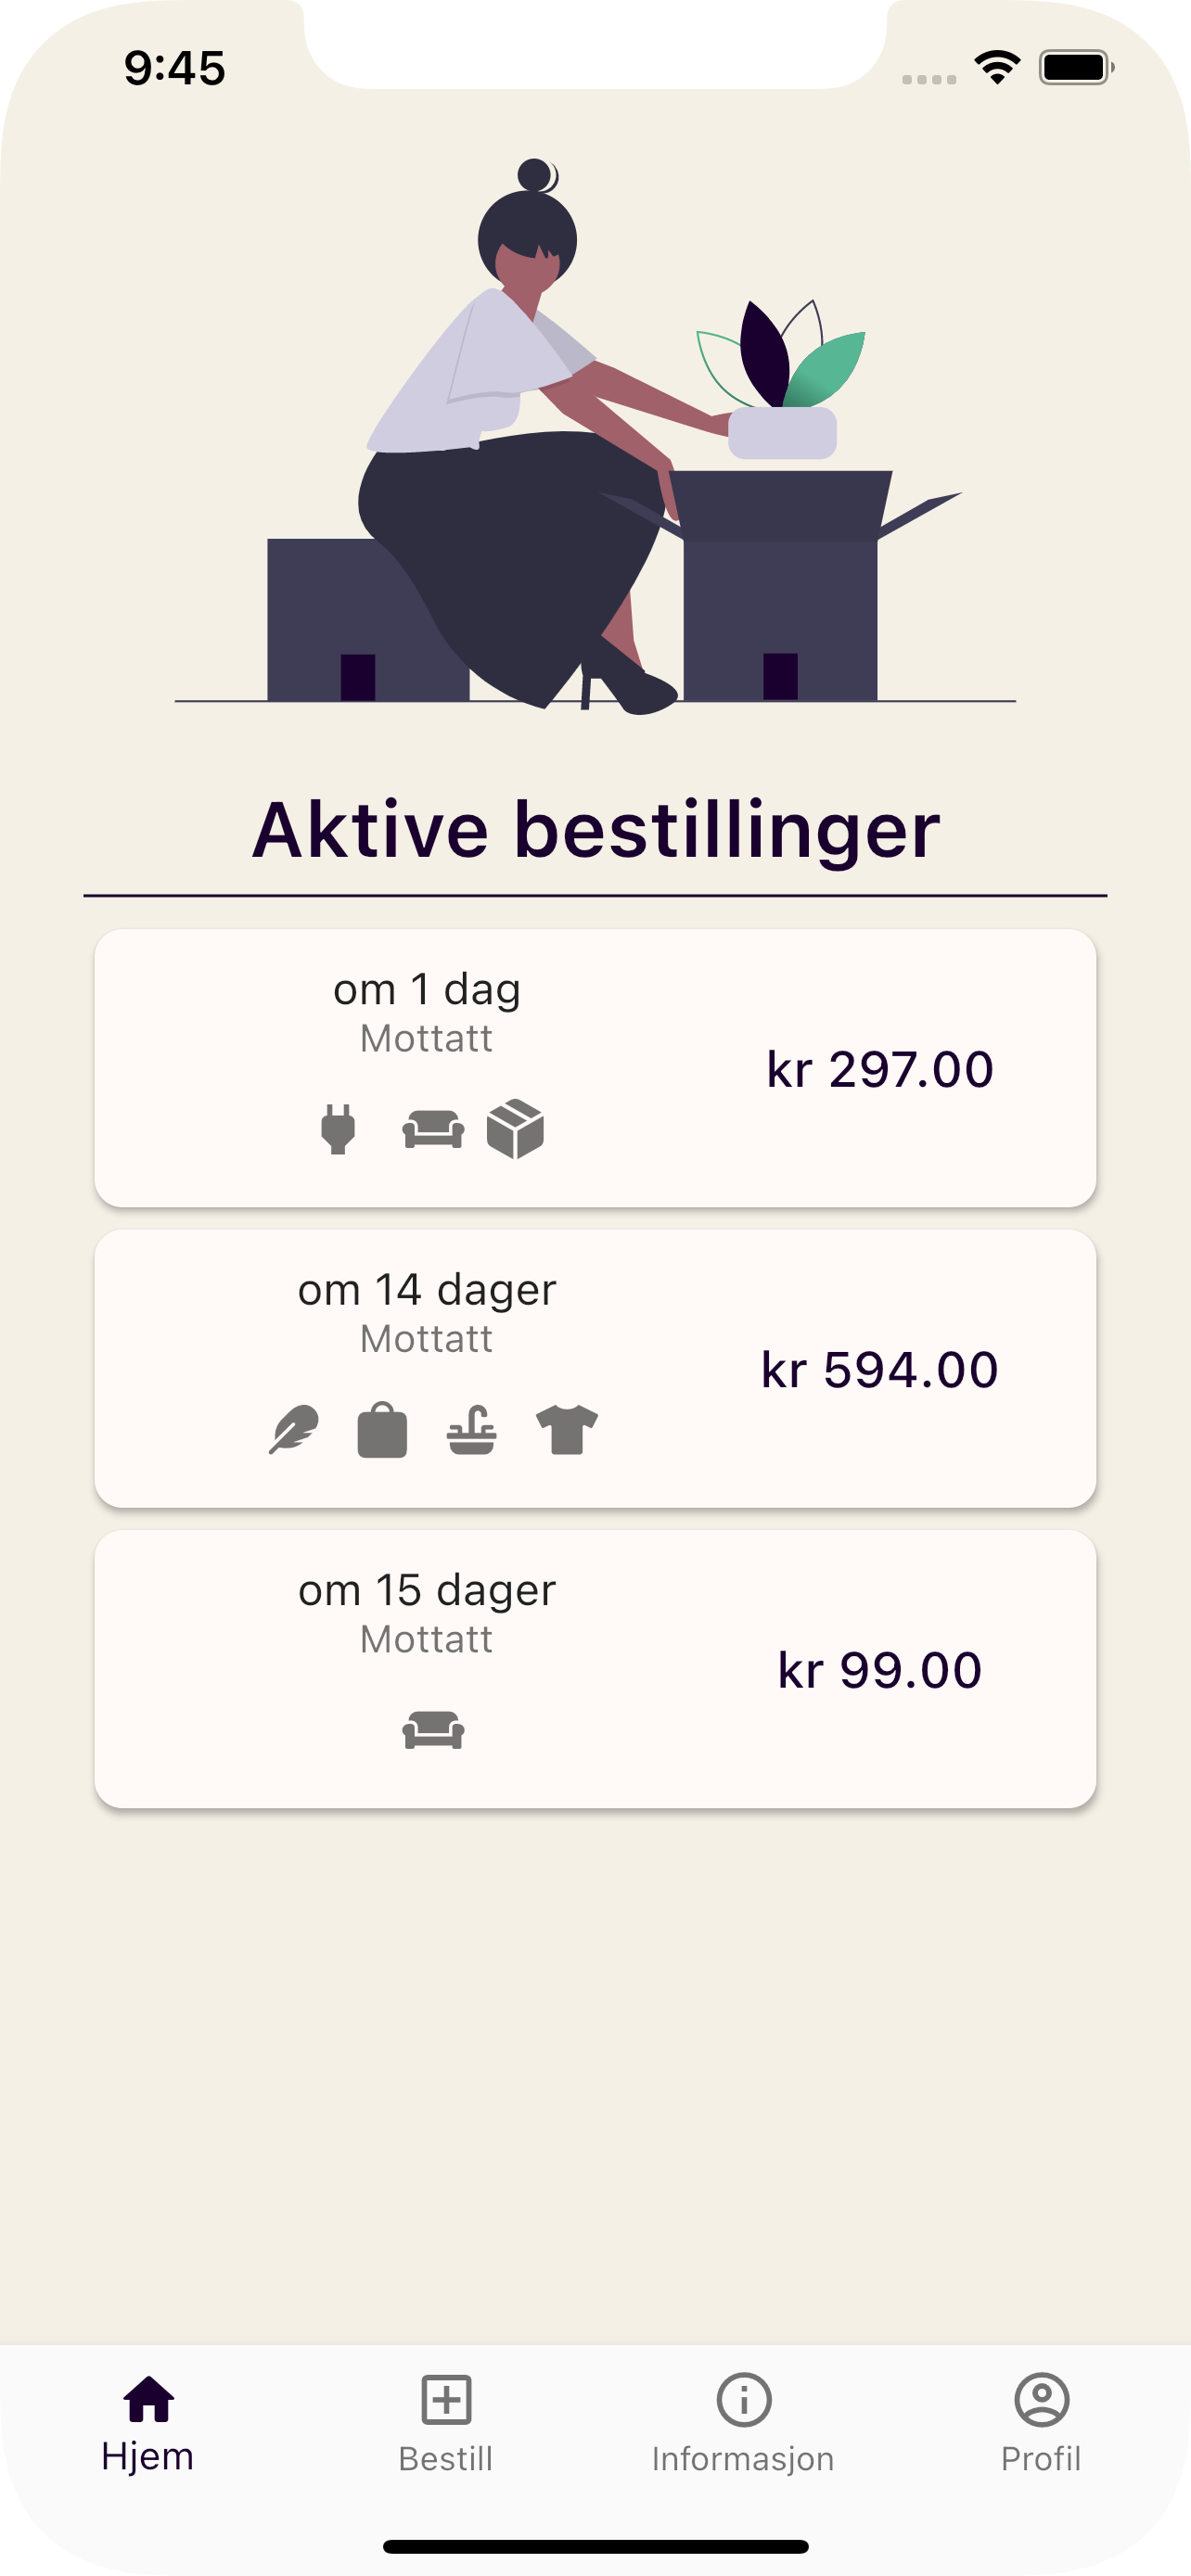 9:45
Aktive bestillinger
om 1 dag
Mottatt
kr 297.00
om 14 dager
Mottatt
kr 594.00
om 15 dager
Mottatt
kr 99.00
Hjem
Bestill
Informasjon
Profil